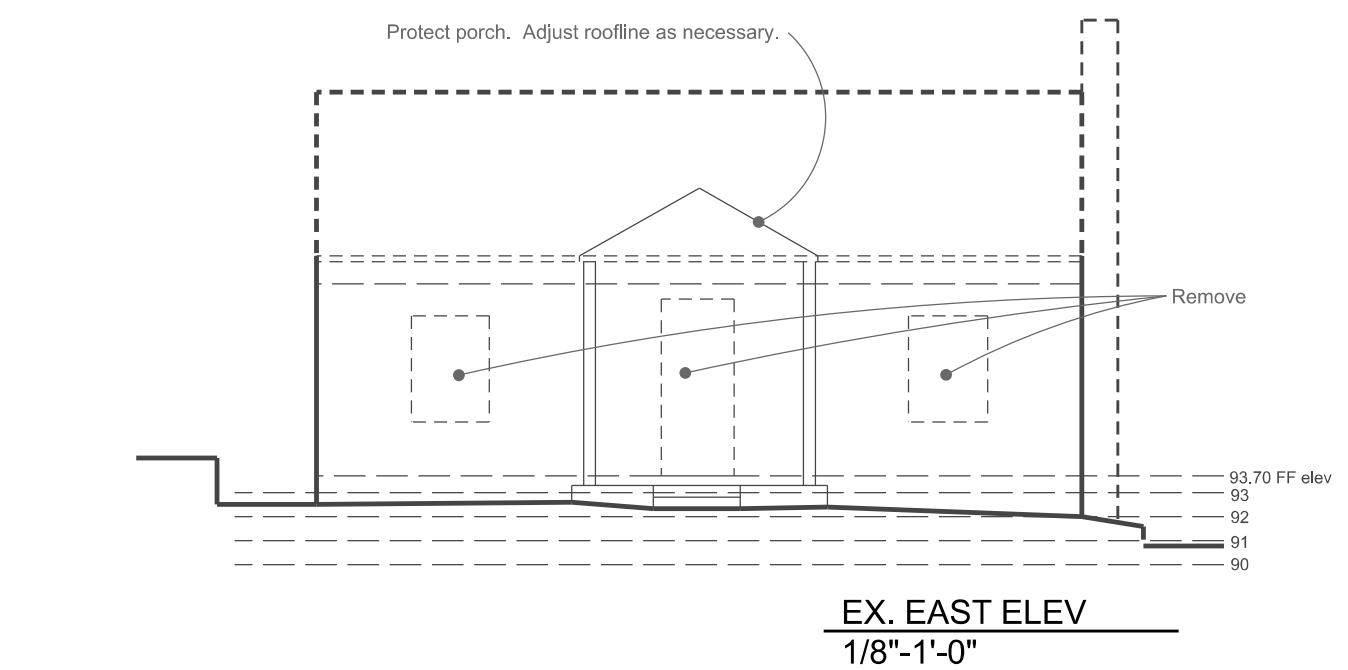 Protect porch. Adjust roofline as necessary.
Remove
93.70 FF elev
93
92
91
90
EX. EAST ELEV
1/8"-1'-0"